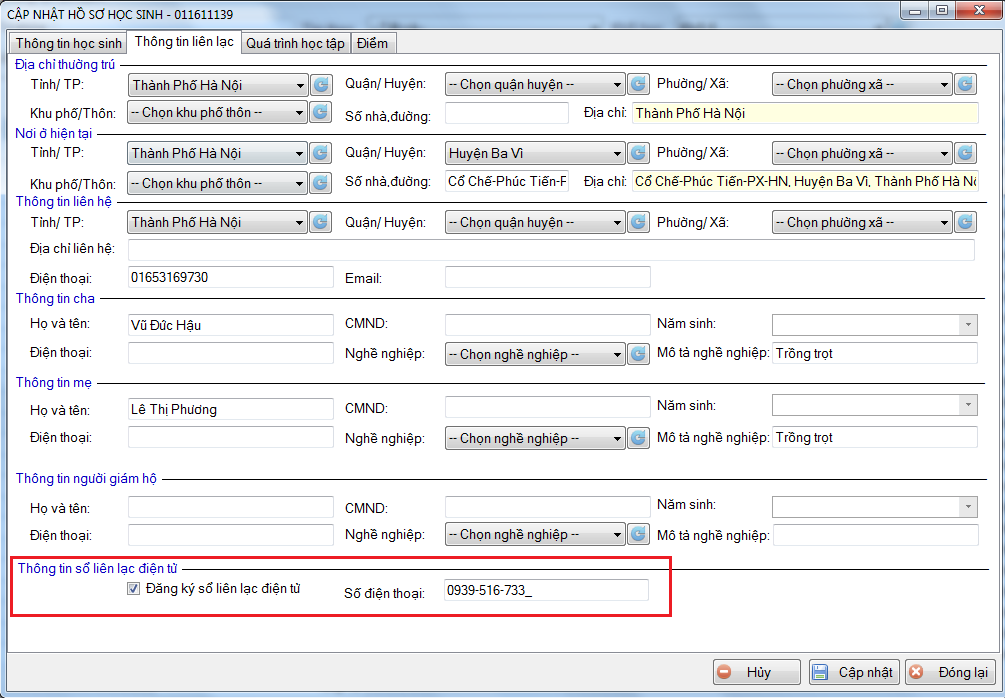 CẬP NHẬT HỒ SƠ HỌC SINH - 011611139
Thông tin học sinh Thông tin liên lạc Quá trình học tập Điểm
Địa chỉ thường trú
Tỉnh/ TP: Thành Phố Hà Nội Quận/ Huyện: -- Chọn quận huyện -- Phường/ Xã: -- Chọn phường xã --
Khu phố/Thôn: -- Chọn khu phố thôn -- Số nhà,đường: Địa chỉ: Thành Phố Hà Nội
Nơi ở hiện tại
Tỉnh/ TP: Thành Phố Hà Nội Quận/ Huyện: Huyện Ba Vì Phường/ Xã: -- Chọn phường xã --
Khu phố/Thôn: -- Chọn khu phố thôn -- Số nhà,đường: Cổ Chế-Phúc Tiến-P Địa chỉ: Cổ Chế-Phúc Tiến-PX-HN, Huyện Ba Vì, Thành Phố Hà Nộ
Thông tin liên hệ
Tỉnh/ TP: Thành Phố Hà Nội Quận/ Huyện: -- Chọn quận huyện -- Phường/ Xã: -- Chọn phường xã --
Địa chỉ liên hệ:
Điện thoại: 01653169730 Email:
Thông tin cha
Họ và tên: Vũ Đức Hậu CMND: Năm sinh:
Điện thoại: Nghề nghiệp: -- Chọn nghề nghiệp -- Mô tả nghề nghiệp: Trồng trọt
Thông tin mẹ
Họ và tên: Lê Thị Phương CMND: Năm sinh:
Điện thoại: Nghề nghiệp: -- Chọn nghề nghiệp -- Mô tả nghề nghiệp: Trồng trọt
Thông tin người giám hộ
Họ và tên: CMND: Năm sinh:
Điện thoại: Nghề nghiệp: -- Chọn nghề nghiệp -- Mô tả nghề nghiệp:
Thông tin sổ liên lạc điện tử
Đăng ký sổ liên lạc điện tử Số điện thoại: 0939-516-733_
Hủy Cập nhật Đóng lại